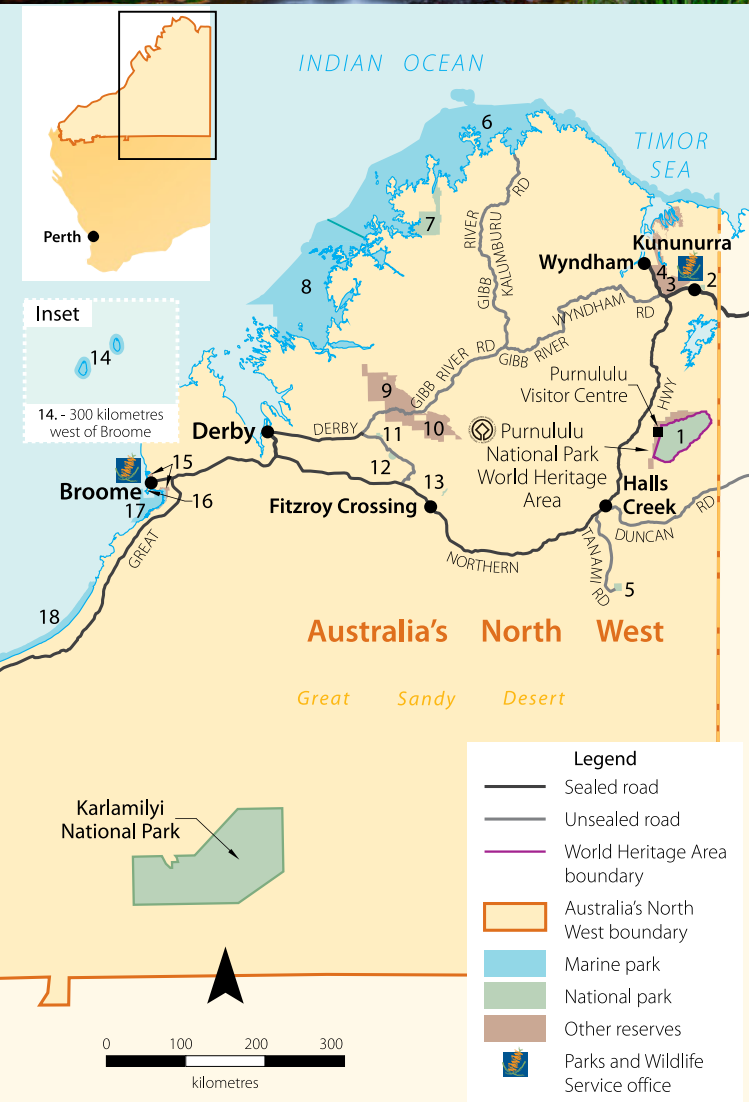 INDIAN OCEAN
TIMOR
SEA
Perth
Inset
14
14. - 300 kilometres
west of Broome
6
7
8
GIBB RIVER
KALUMBURU RD
Kununurra
Wyndham
4
3
2
WYNDHAM RD
GIBB RIVER
GIBB RIVER RD
DERBY
9
10
11
12
13
Purnululu
Visitor Centre
HWY
1
Purnululu
National Park
World Heritage
Area
Derby
15
Broome
16
17
18
GREAT
Fitzroy Crossing
NORTHERN
Halls
Creek
DUNCAN RD
TANAMI RD
5
Australia's North West
Great Sandy Desert
Karlamilyi
National Park
0 100 200 300
kilometres
Legend
Sealed road
Unsealed road
World Heritage Area
boundary
Australia's North
West boundary
Marine park
National park
Other reserves
Parks and Wildlife
Service office